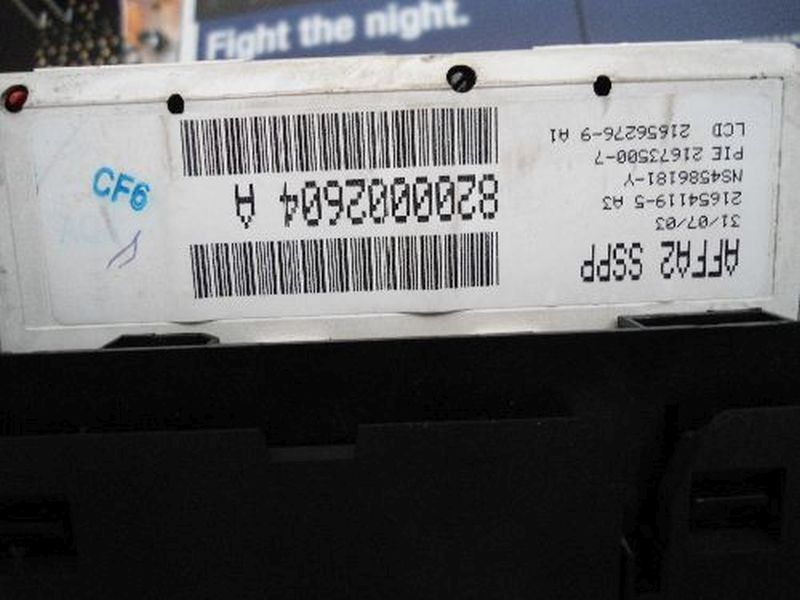 Fight the night.
CF6
AFFA2 SSPP
31/07/03
21654119-5 A3
NS4586181-Y
PIE 21673500-7
LCD 21656276-9 A1
8200002604 A